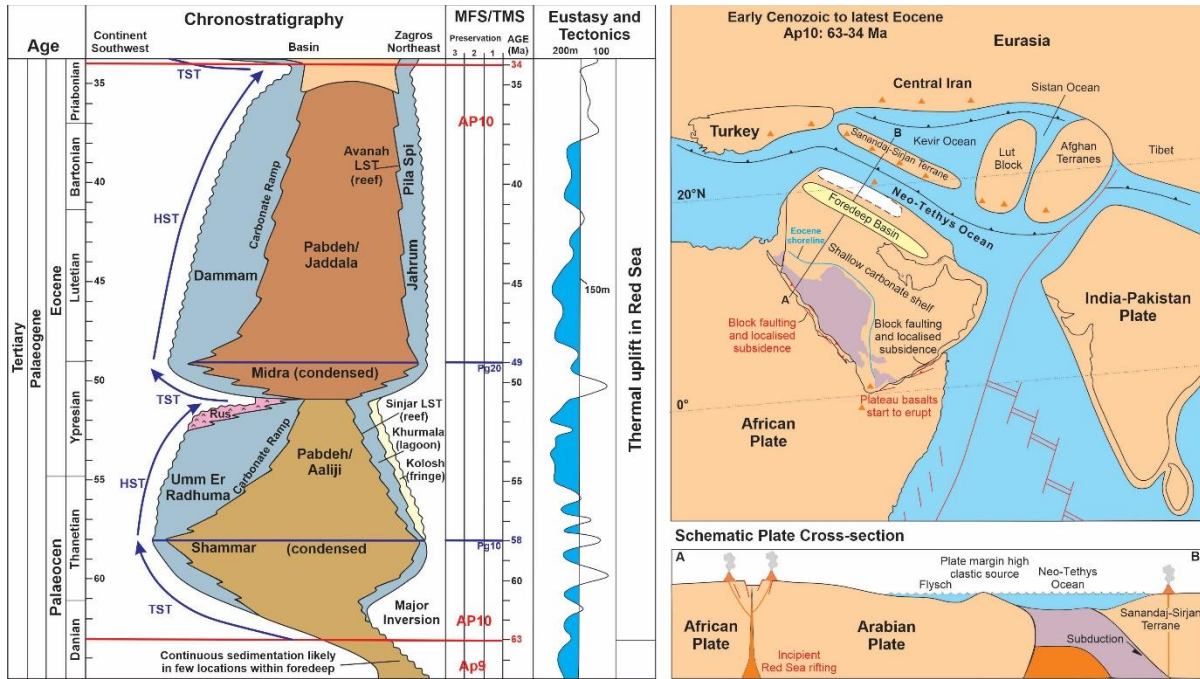 Chronostratigraphy
MFS/TMS
Eustasy and
Tectonics
Age
Continent
Southwest
Basin
Zagros
Northeast
Preservation
3 2 1
AGE
(Ma)
200m 100
Tertiary
Palaeogene
Eocene
Palaeocen
Priabonian
Bartonian
Lutetian
Ypresian
Thanetian
Danian
35
40
45
50
55
60
TST
HST
TST
HST
TST
Carbonate Ramp
Dammam
Pabdeh/
Jaddala
Avanah
LST
(reef)
Pila Spi
Jahrum
Midra (condensed)
Rus
Carbonate Ramp
Umm Er
Radhuma
Pabdeh/
Aaliji
Sinjar LST
(reef)
Khurmala
(lagoon)
Kolosh
(fringe)
Shammar (condensed
Major
Inversion
Continuous sedimentation likely
in few locations within foredeep
34
35
AP10
40
45
49
Pg20
50
55
58
Pg10
60
AP10
63
Ap9
150m
Thermal uplift in Red Sea
Early Cenozoic to latest Eocene
Ap10: 63-34 Ma
Eurasia
Central Iran
Sistan Ocean
Turkey
B
Sanandaj-Sirjan Terrane
Kevir Ocean
Lut
Block
Afghan
Terranes
Tibet
20°N
Neo-Tethys Ocean
Foredeep Basin
Eocene
shoreline
Shallow carbonate shelf
A
Block faulting
and localised
subsidence
Block faulting
and localised
subsidence
India-Pakistan
Plate
Plateau basalts
start to erupt
0°
African
Plate
Schematic Plate Cross-section
A
B
Flysch
Plate margin high
clastic source
Neo-Tethys
Ocean
Sanandaj-Sirjan
Terrane
African
Plate
Incipient
Red Sea rifting
Arabian
Plate
Subduction